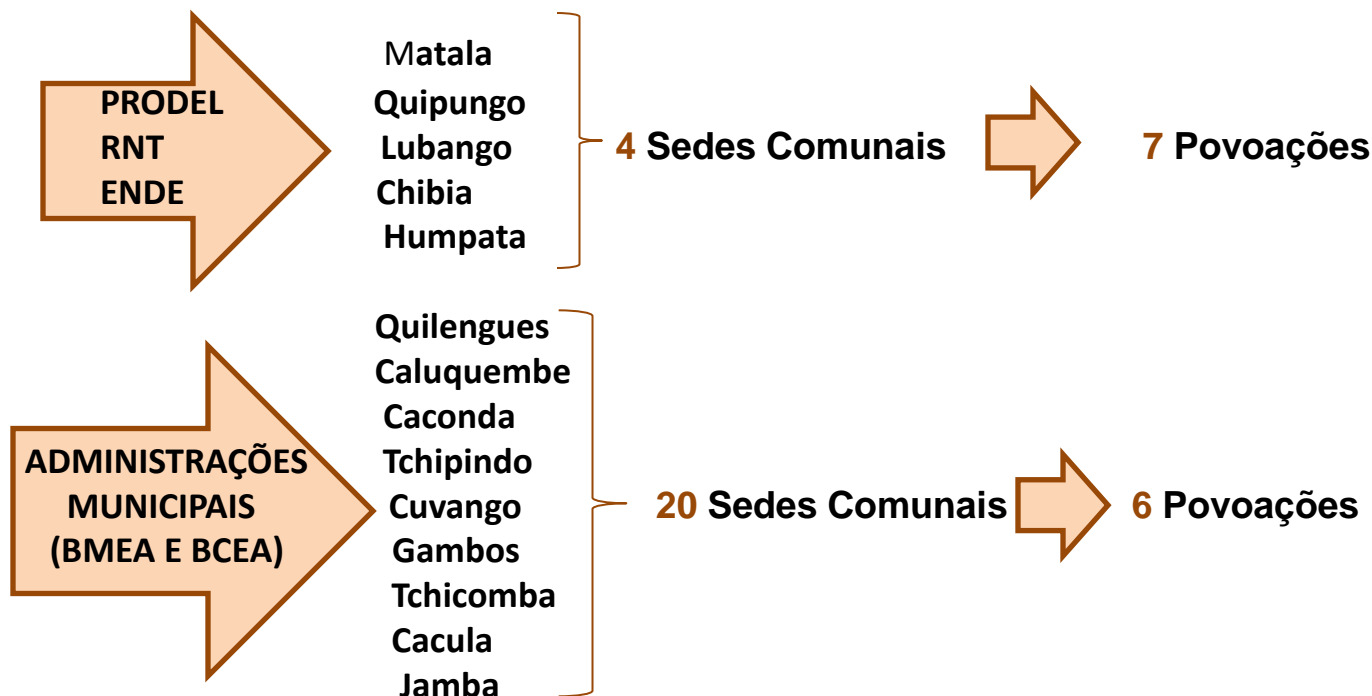 PRODEL
RNT
ENDE
Matala
Quipungo
Lubango
Chibia
Humpata
4 Sedes Comunais
7 Povoações
ADMINISTRAÇÕES
MUNICIPAIS
(BMEA E BCEA)
Quilengues
Caluquembe
Caconda
Tchipindo
Cuvango
Gambos
Tchicomba
Cacula
Jamba
20 Sedes Comunais
6 Povoações